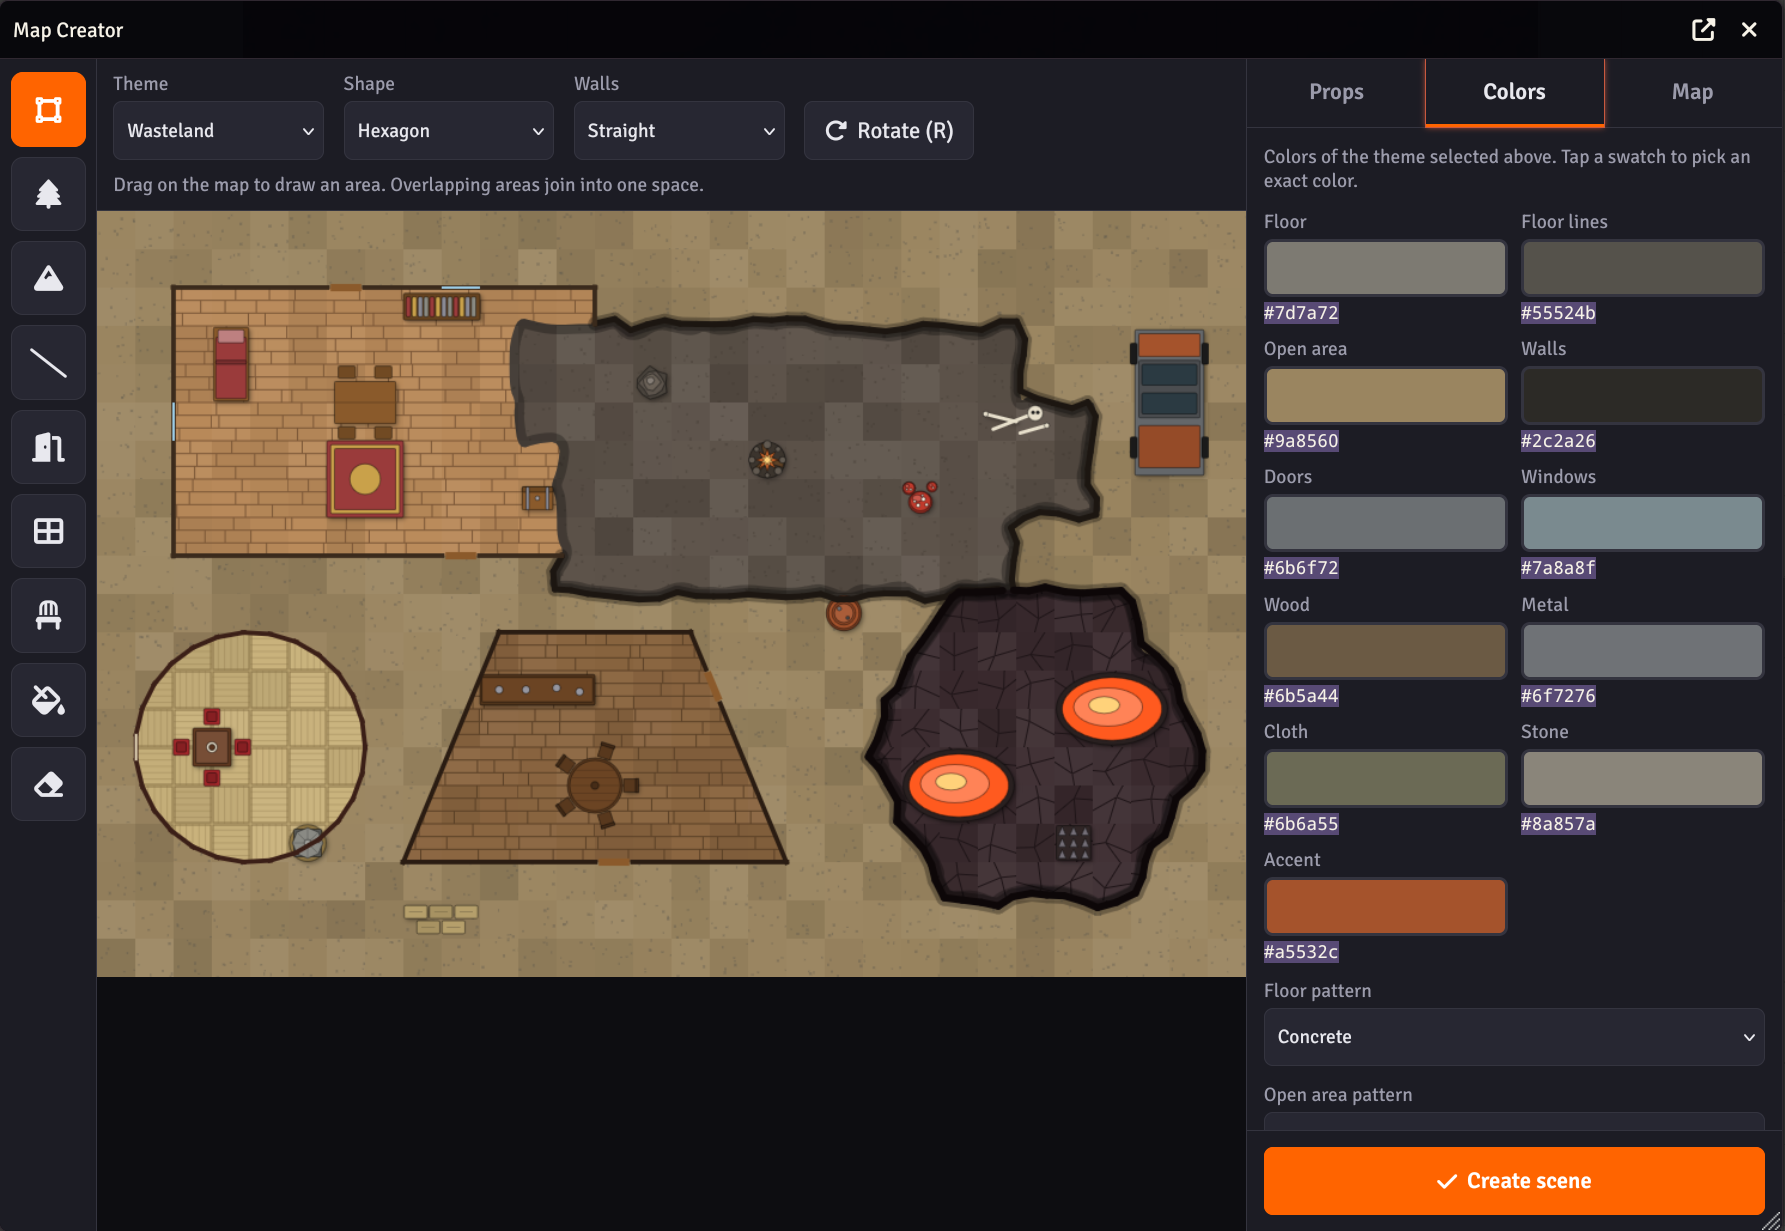 Map Creator
Theme
Shape
Walls
Wasteland
Hexagon
Straight
Rotate (R)
Drag on the map to draw an area. Overlapping areas join into one space.
Props
Colors
Map
Colors of the theme selected above. Tap a swatch to pick an
exact color.
Floor
Floor lines
#7d7a72
#55524b
Open area
Walls
#9a8560
#2c2a26
Doors
Windows
#6b6f72
#7a8a8f
Wood
Metal
#6b5a44
#6f7276
Cloth
Stone
#6b6a55
#8a857a
Accent
#a5532c
Floor pattern
Concrete
Open area pattern
Create scene